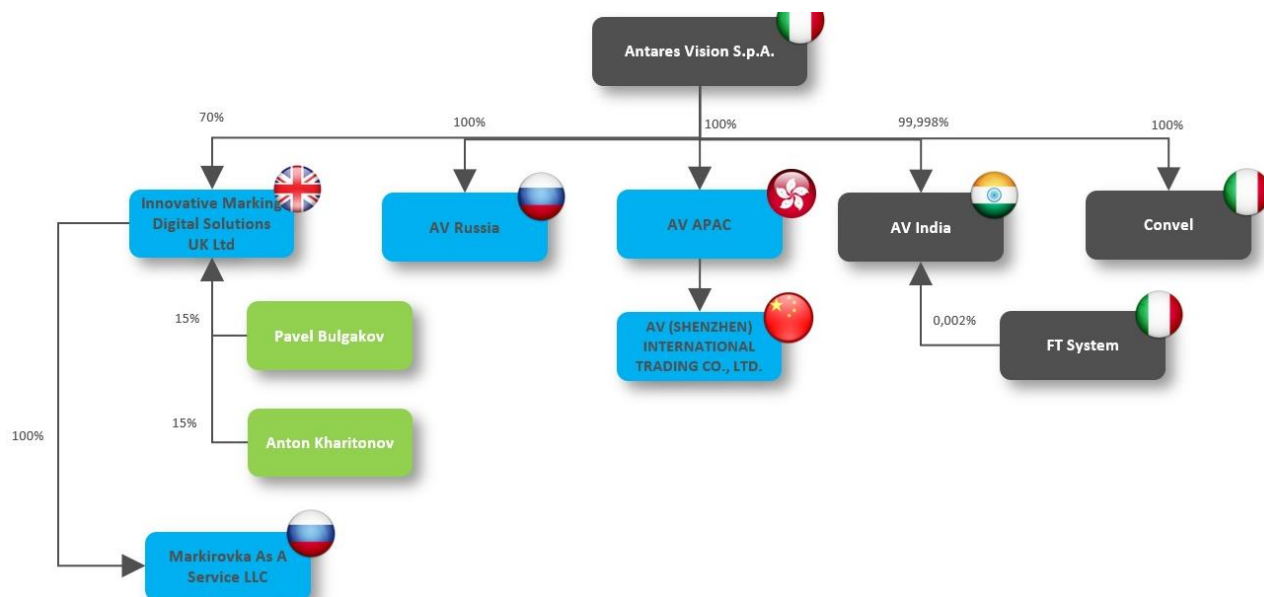 Antares Vision S.p.A.
70%
100%
100%
99,998%
100%
Innovative Marking
Digital Solutions
UK Ltd
AV Russia
AV APAC
AV India
Convel
15%
Pavel Bulgakov
AV (SHENZHEN)
INTERNATIONAL
TRADING CO., LTD.
0,002%
FT System
15%
Anton Kharitonov
100%
Markirovka As A
Service LLC